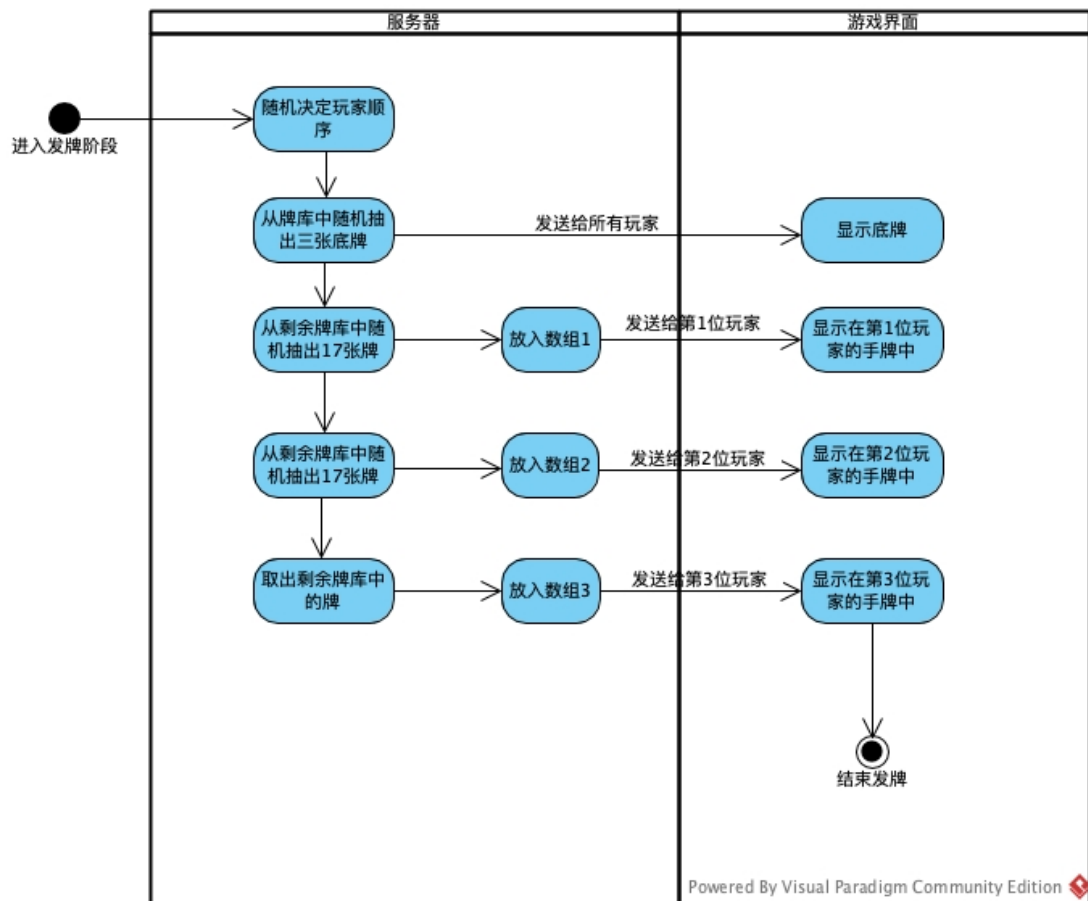 服务器
游戏界面
进入发牌阶段
随机决定玩家顺
序
从牌库中随机抽
出三张底牌
发送给所有玩家
显示底牌
从剩余牌库中随
机抽出17张牌
放入数组1
发送给第1位玩家
显示在第1位玩
家的手牌中
从剩余牌库中随
机抽出17张牌
放入数组2
发送给第2位玩家
显示在第2位玩
家的手牌中
取出剩余牌库中
的牌
放入数组3
发送给第3位玩家
显示在第3位玩
家的手牌中
结束发牌
Powered By Visual Paradigm Community Edition